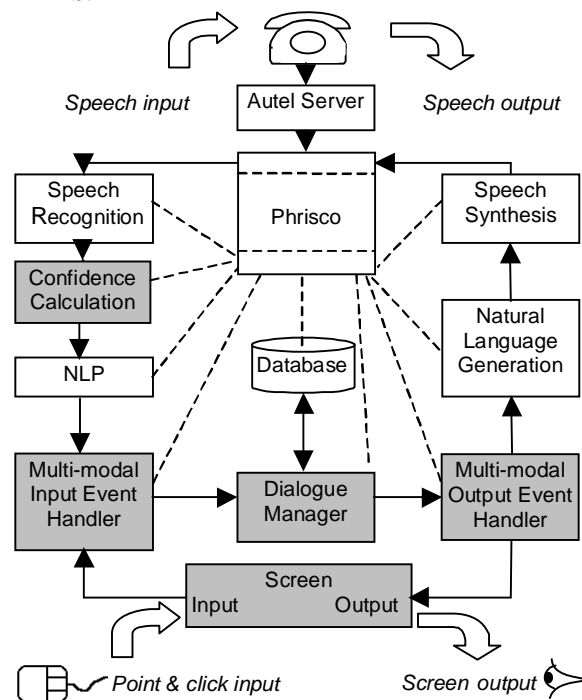 Speech input
Autel Server
Speech output
Speech
Recognition
Phrisco
Speech
Synthesis
Confidence
Calculation
Natural
Language
Generation
NLP
Database
Multi-modal
Input Event
Handler
Dialogue
Manager
Multi-modal
Output Event
Handler
Screen
Input Output
Point & click input
Screen output